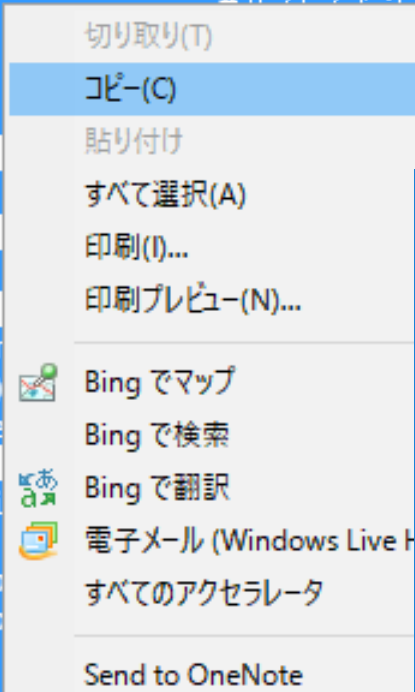 切り取り(T)
コピー(C)
貼り付け
すべて選択(A)
印刷(I)...
印刷プレビュー(N)...
Bing でマップ
Bing で検索
Bing で翻訳
電子メール (Windows Live
すべてのアクセラレータ
Send to OneNote